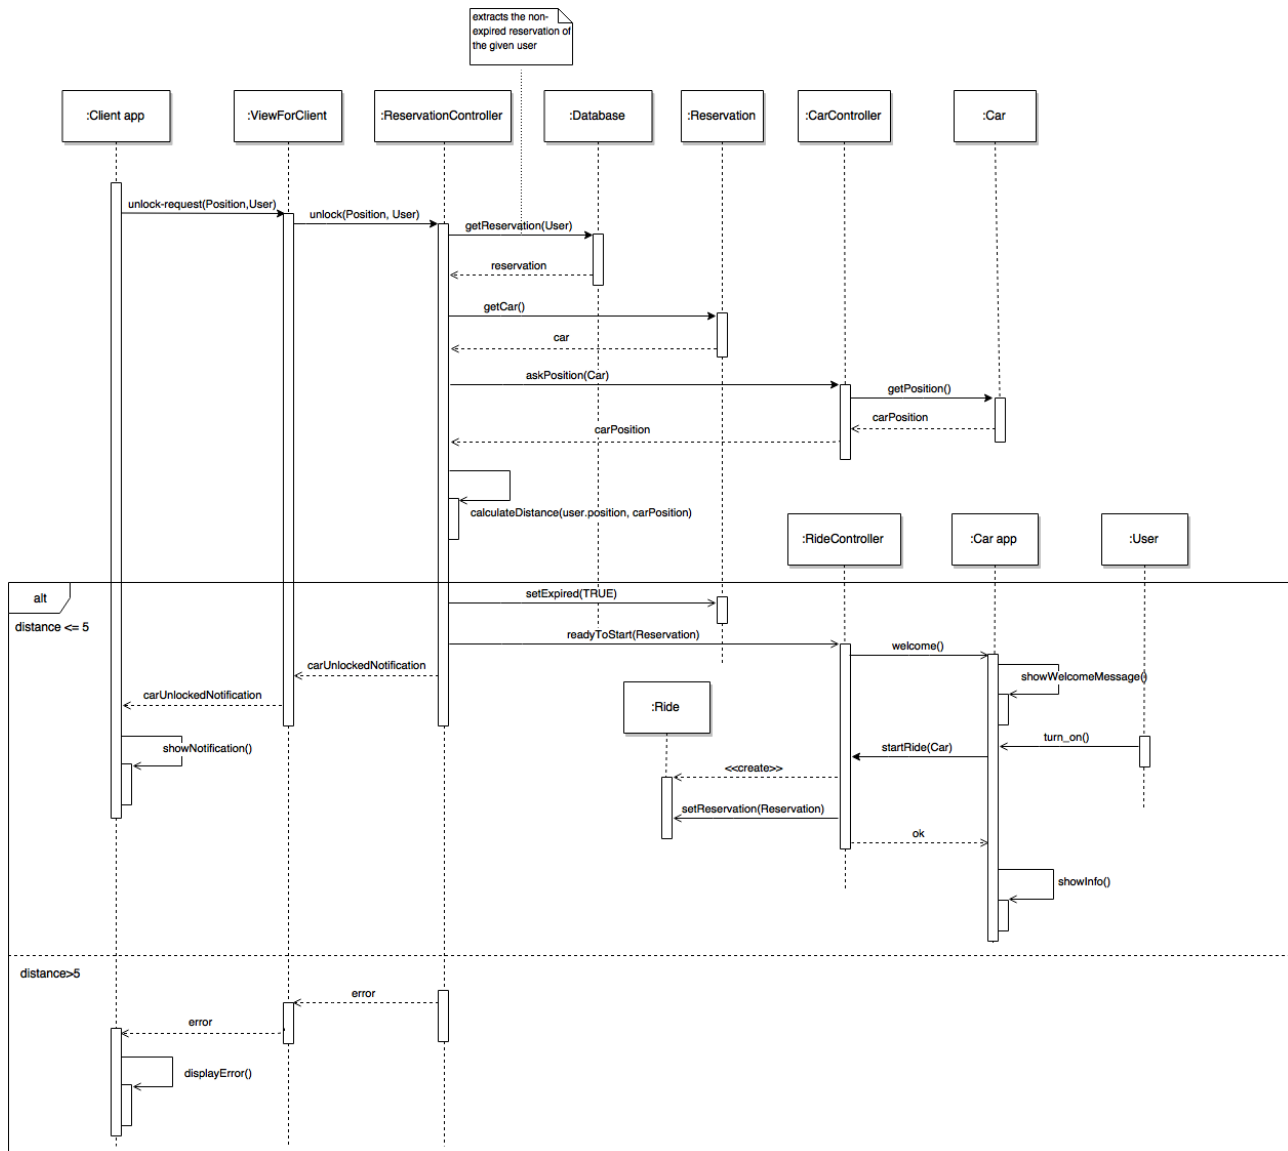 extracts the non-
expired reservation of
the given user
:Client app
:ViewForClient
:ReservationController
:Database
:Reservation
:CarController
:Car
unlock-request(Position,User)
unlock(Position, User)
getReservation(User)
reservation
getCar()
car
askPosition(Car)
getPosition()
carPosition
carPosition
calculateDistance(user.position, carPosition)
:RideController
:Car app
:User
alt
distance <= 5
setExpired(TRUE)
readyToStart(Reservation)
welcome()
carUnlockedNotification
showWelcomeMessage()
carUnlockedNotification
:Ride
turn_on()
showNotification()
startRide(Car)
<<create>>
setReservation(Reservation)
ok
showInfo()
distance>5
error
error
displayError()